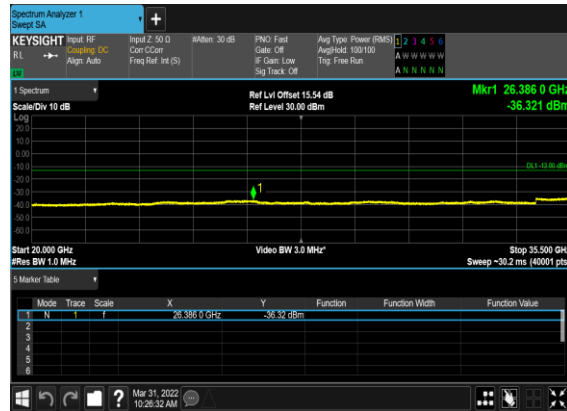 Spectrum Analyzer 1
Swept SA
+
KEYSIGHT Input: RF Input Z: 50 Ω #Atten: 30 dB PNO: Fast Avg Type: Power (RMS) 1 2 3 4 5 6
RL Coupling: DC Corr CCorr Gate: Off Avg|Hold: 100/100 A W W W W W
Align: Auto Freq Ref: Int (S) IF Gain: Low Trig: Free Run A N N N N N
Sig Track: Off
1 Spectrum Ref Lvl Offset 15.54 dB Mkr1 26.386 0 GHz
Scale/Div 10 dB Ref Level 30.00 dBm -36.321 dBm
Log
20.0
10.0
0.00
-10.0 DL1 -13.00 dBm
-20.0
-30.0
1
-40.0
-50.0
-60.0
Start 20.000 GHz Video BW 3.0 MHz* Stop 35.500 GHz
#Res BW 1.0 MHz Sweep ~30.2 ms (40001 pts)
5 Marker Table
Mode Trace Scale X Y Function Function Width Function Value
1 N 1 f 26.386 0 GHz -36.32 dBm
2
3
4
5
6
? Mar 31, 2022
10:26:32 AM